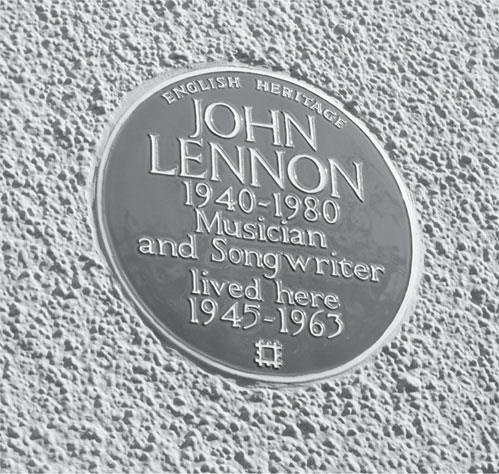 ENGLISH HERITAGE
JOHN
LENNON
1940-1980
Musician
and Songwriter
lived here
1945-1963